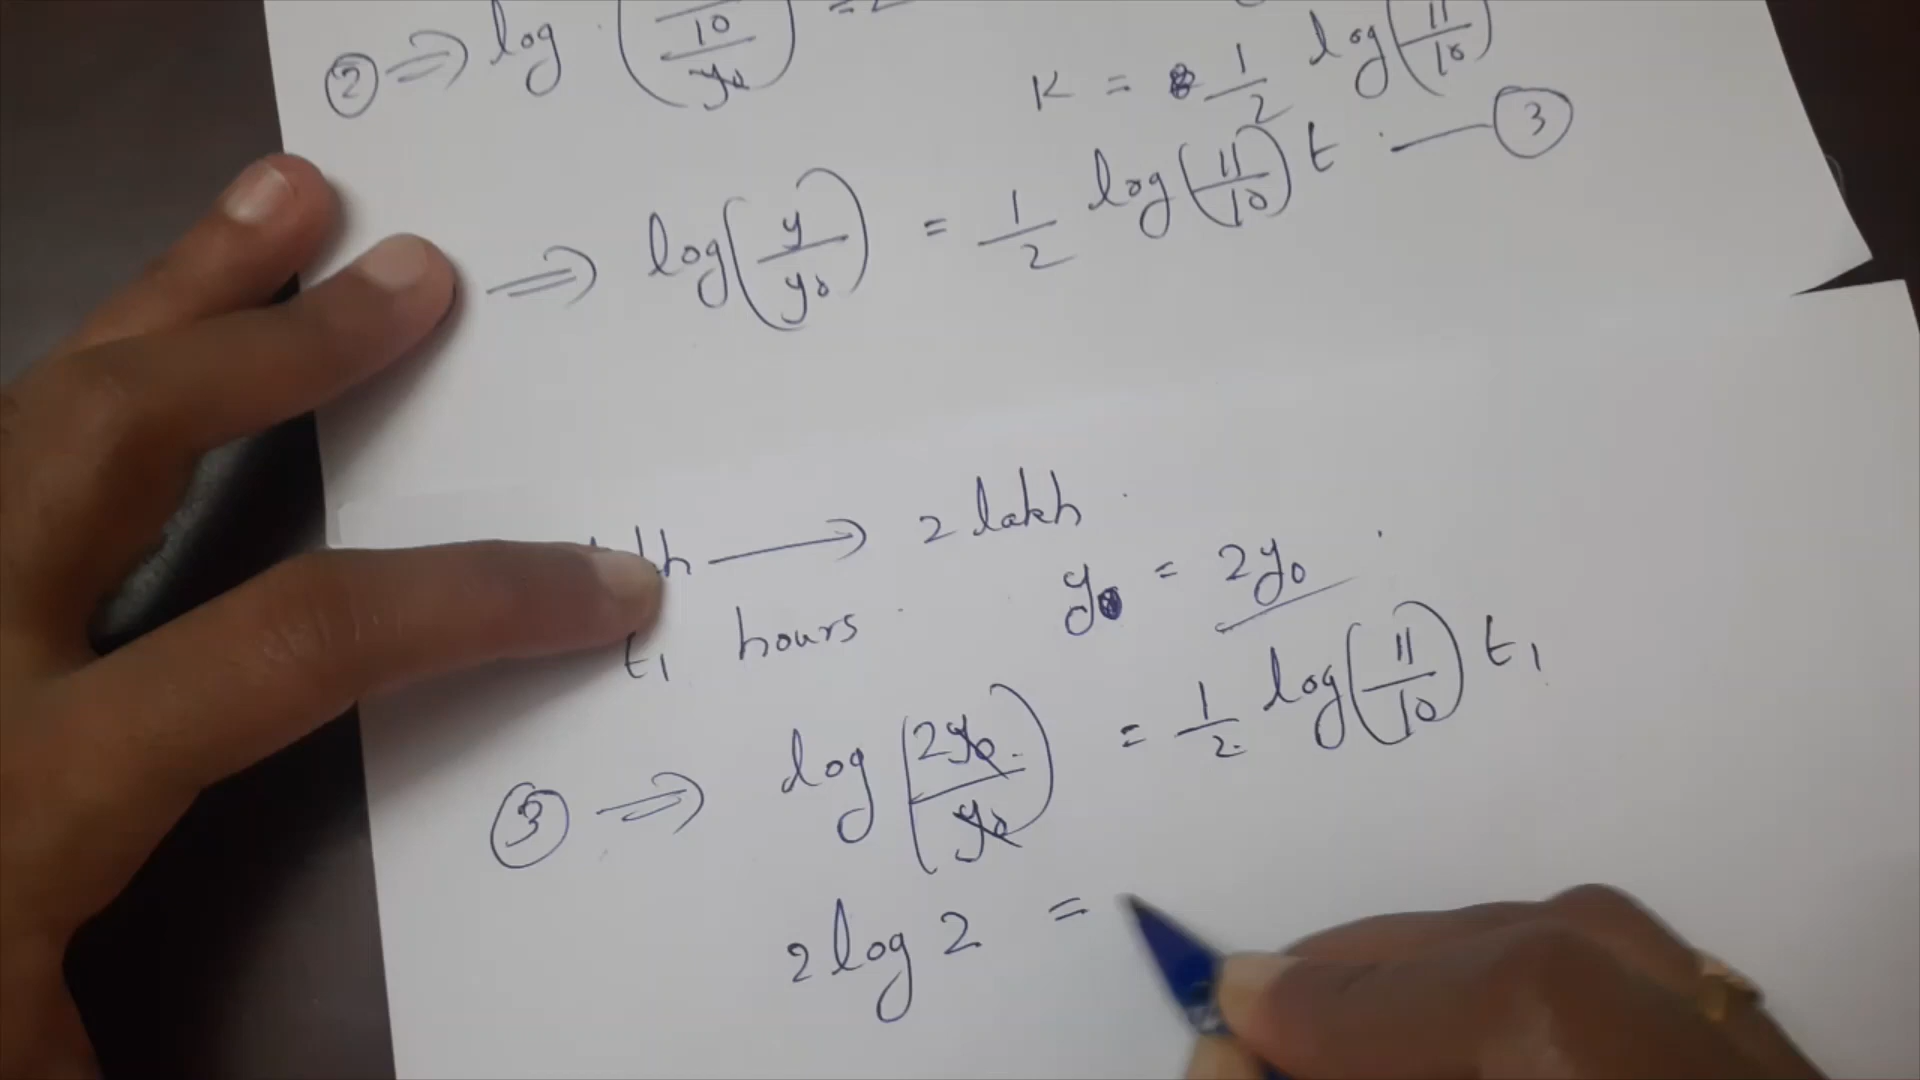 ② ⇒ log (10/y₀) = 2
K = 1/2 log(11/10)
⇒ log(y/y₀) = 1/2 log(11/10) t — ③
→ 2 lakh
t₁ hours y = 2y₀
③ ⇒ log(2y₀/y₀) = 1/2 log(11/10) t₁
2 log 2 =